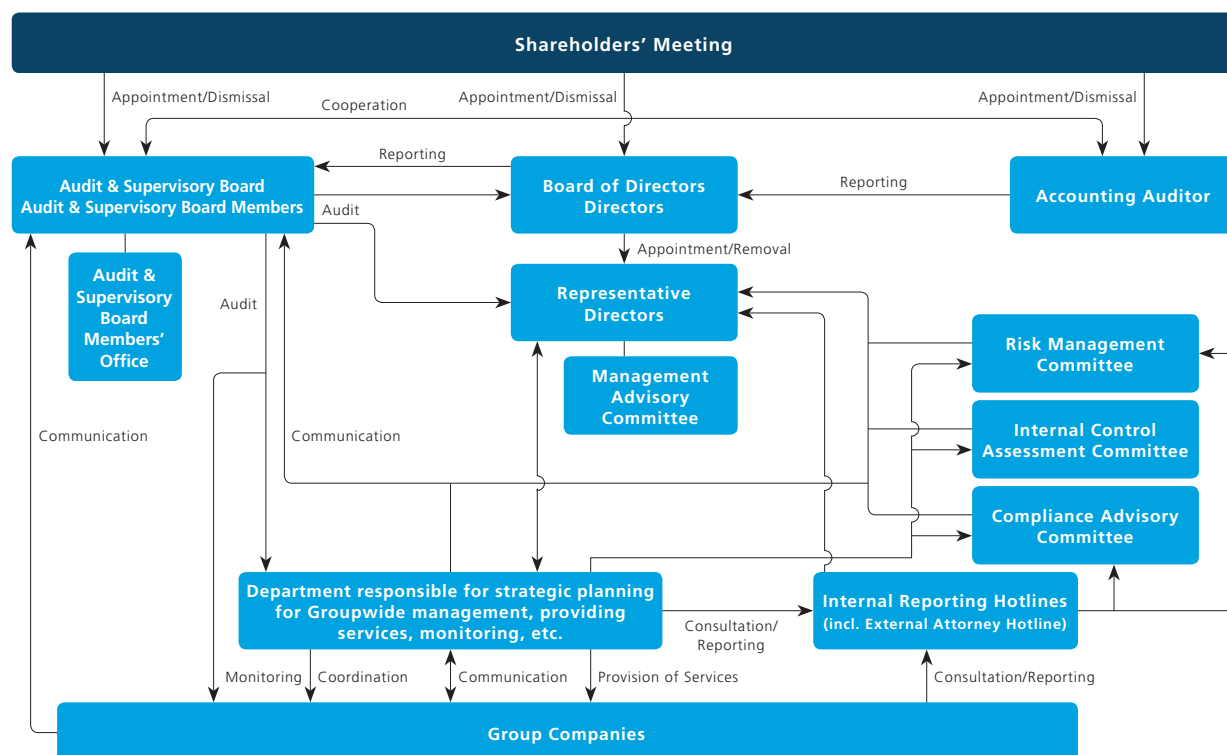 Shareholders’ Meeting
Appointment/Dismissal
Appointment/Dismissal
Appointment/Dismissal
Cooperation
Reporting
Audit & Supervisory Board
Audit & Supervisory Board Members
Board of Directors
Directors
Reporting
Accounting Auditor
Audit
Appointment/Removal
Audit &
Supervisory
Board
Members’
Office
Audit
Representative
Directors
Risk Management
Committee
Management
Advisory
Committee
Communication
Communication
Internal Control
Assessment Committee
Compliance Advisory
Committee
Department responsible for strategic planning
for Groupwide management, providing
services, monitoring, etc.
Consultation/
Reporting
Internal Reporting Hotlines
(incl. External Attorney Hotline)
Monitoring
Coordination
Communication
Provision of Services
Consultation/Reporting
Group Companies